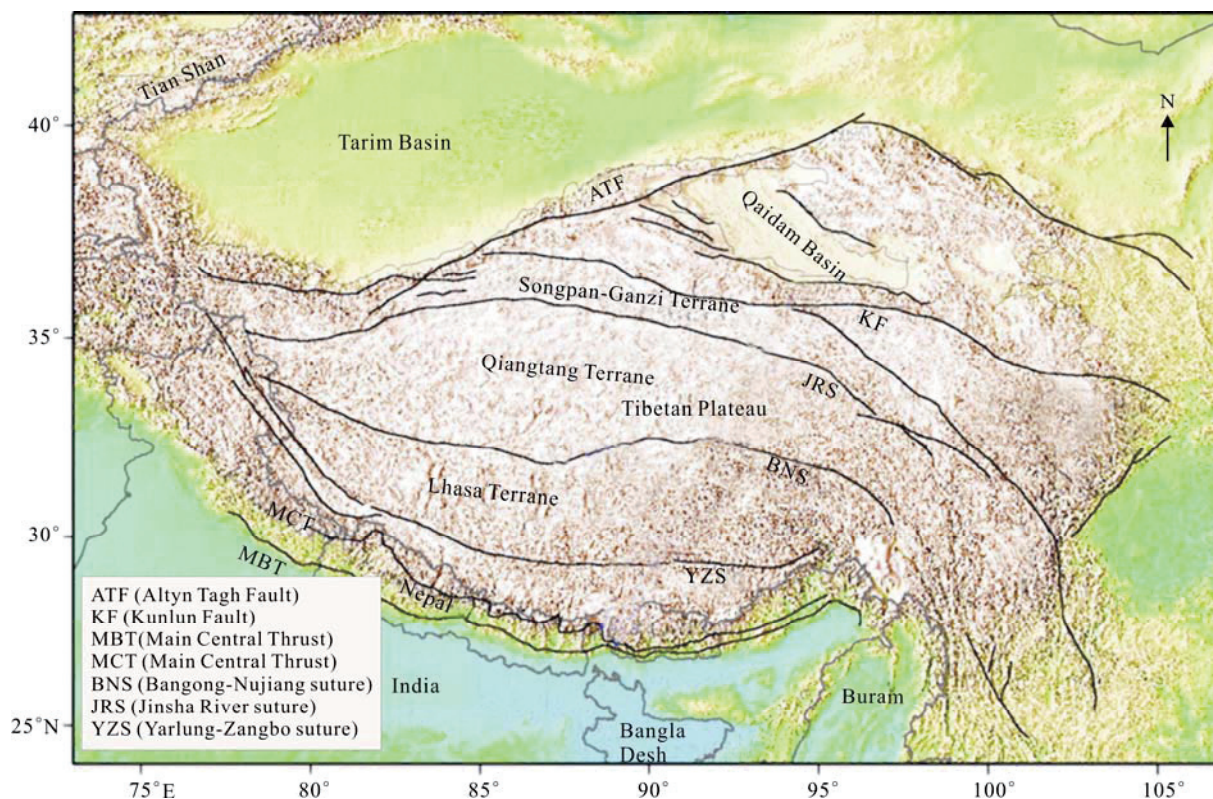 Tian Shan
N
40°
Tarim Basin
ATF
Qaidam Basin
Songpan-Ganzi Terrane
KF
35°
Qiangtang Terrane
JRS
Tibetan Plateau
BNS
Lhasa Terrane
MCT
30°
MBT
YZS
Nepal
ATF (Altyn Tagh Fault)
KF (Kunlun Fault)
MBT(Main Central Thrust)
MCT (Main Central Thrust)
BNS (Bangong-Nujiang suture)
JRS (Jinsha River suture)
YZS (Yarlung-Zangbo suture)
India
Buram
Bangla
Desh
25°N
75°E 80° 85° 90° 95° 100° 105°